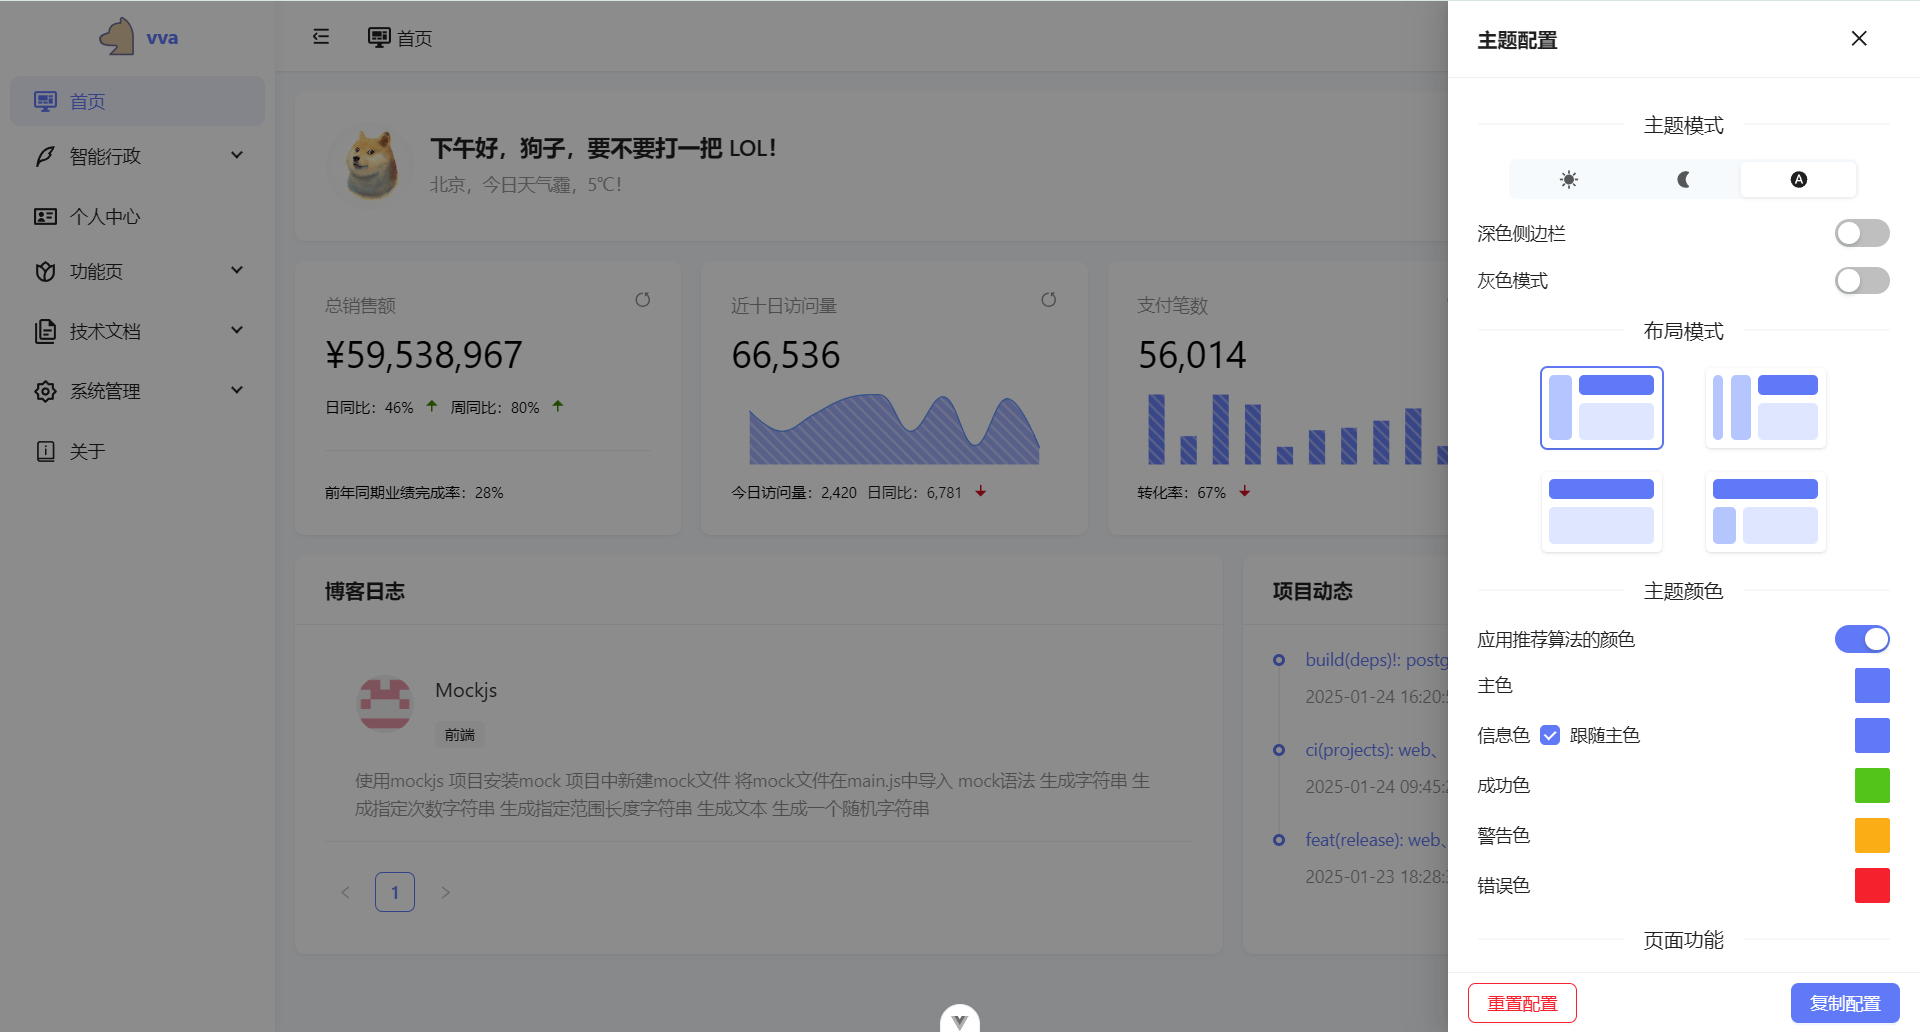 vva
首页
智能行政
个人中心
功能页
技术文档
系统管理
关于
首页
下午好，狗子，要不要打一把 LOL！
北京，今日天气霾，5℃！
总销售额
¥59,538,967
日同比：46% 周同比：80%
前年同期业绩完成率：28%
近十日访问量
66,536
今日访问量：2,420 日同比：6,781
支付笔数
56,014
转化率：67%
博客日志
Mockjs
前端
使用mockjs 项目安装mock 项目中新建mock文件 将mock文件在main.js中导入 mock语法 生成字符串 生
成指定次数字符串 生成指定范围长度字符串 生成文本 生成一个随机字符串
1
项目动态
build(deps)!: postg
2025-01-24 16:20:
ci(projects): web、
2025-01-24 09:45:
feat(release): web、
2025-01-23 18:28:
主题配置
主题模式
A
深色侧边栏
灰色模式
布局模式
主题颜色
应用推荐算法的颜色
主色
信息色 跟随主色
成功色
警告色
错误色
页面功能
重置配置
复制配置